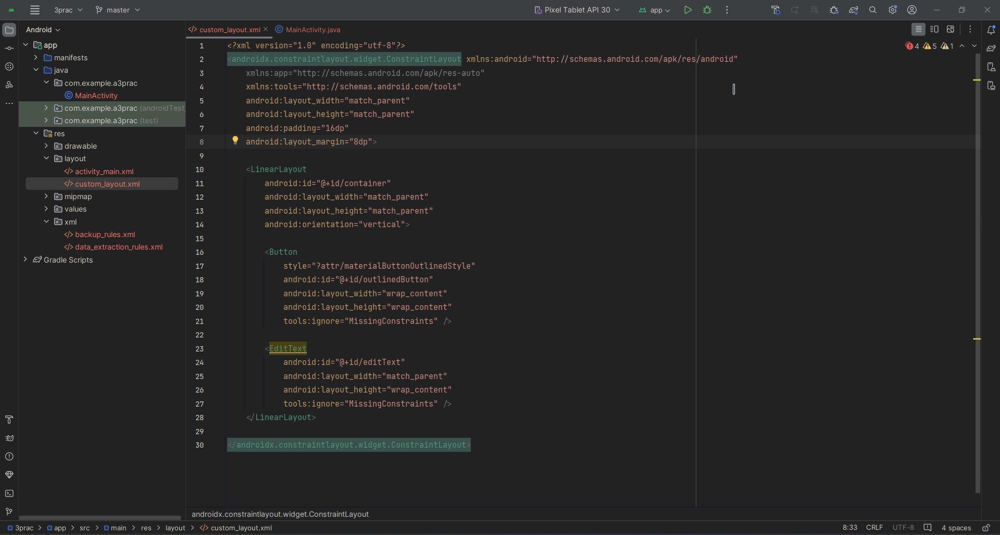 3prac
master
Pixel Tablet API 30
app
Android
custom_layout.xml
MainActivity.java
app
manifests
java
com.example.a3prac
MainActivity
com.example.a3prac (androidTest
com.example.a3prac (test)
res
drawable
layout
activity_main.xml
custom_layout.xml
mipmap
values
xml
backup_rules.xml
data_extraction_rules.xml
Gradle Scripts
4 5 1
1 <?xml version="1.0" encoding="utf-8"?>
2 <androidx.constraintlayout.widget.ConstraintLayout xmlns:android="http://schemas.android.com/apk/res/android"
3 xmlns:app="http://schemas.android.com/apk/res-auto"
4 xmlns:tools="http://schemas.android.com/tools"
5 android:layout_width="match_parent"
6 android:layout_height="match_parent"
7 android:padding="16dp"
8 android:layout_margin="8dp">
9
10 <LinearLayout
11 android:id="@+id/container"
12 android:layout_width="match_parent"
13 android:layout_height="match_parent"
14 android:orientation="vertical">
15
16 <Button
17 style="?attr/materialButtonOutlinedStyle"
18 android:id="@+id/outlinedButton"
19 android:layout_width="wrap_content"
20 android:layout_height="wrap_content"
21 tools:ignore="MissingConstraints" />
22
23 <EditText
24 android:id="@+id/editText"
25 android:layout_width="match_parent"
26 android:layout_height="wrap_content"
27 tools:ignore="MissingConstraints" />
28 </LinearLayout>
29
30 </androidx.constraintlayout.widget.ConstraintLayout>
androidx.constraintlayout.widget.ConstraintLayout
3prac > app > src > main > res > layout > custom_layout.xml
8:33 CRLF UTF-8 4 spaces